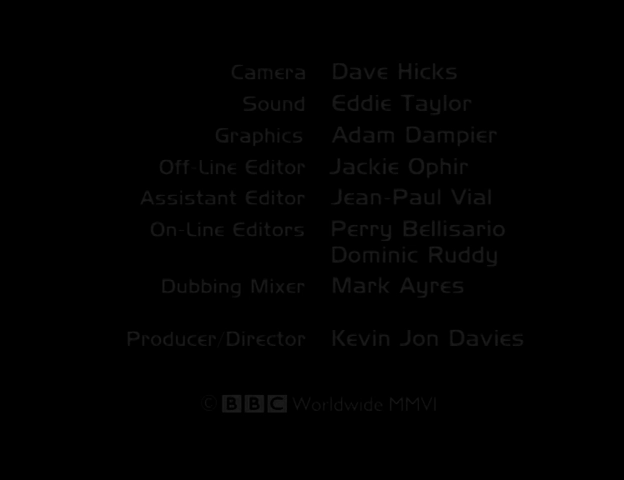 Camera Dave Hicks
Sound Eddie Taylor
Graphics Adam Dampier
Off-Line Editor Jackie Ophir
Assistant Editor Jean-Paul Vial
On-Line Editors Perry Bellisario
Dominic Ruddy
Dubbing Mixer Mark Ayres
Producer/Director Kevin Jon Davies
© BBC Worldwide MMVI